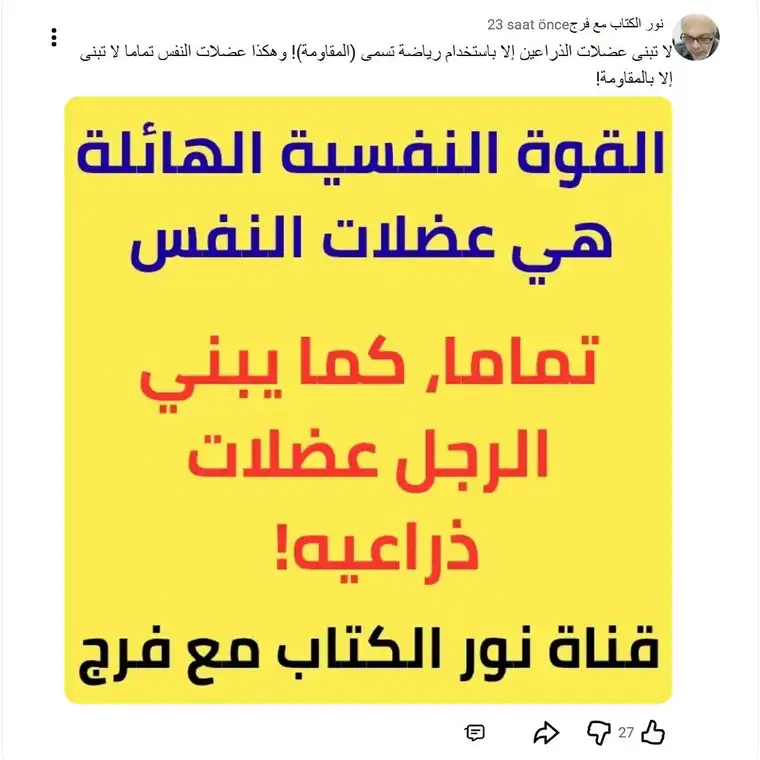 نور الكتاب مع فرج 23 saat önce
لا تبنى عضلات الذراعين إلا باستخدام رياضة تسمى (المقاومة)! وهكذا عضلات النفس تماما لا تبنى
إلا بالمقاومة!
القوة النفسية الهائلة
هي عضلات النفس
تماما، كما يبني
الرجل عضلات
ذراعيه!
قناة نور الكتاب مع فرج
27